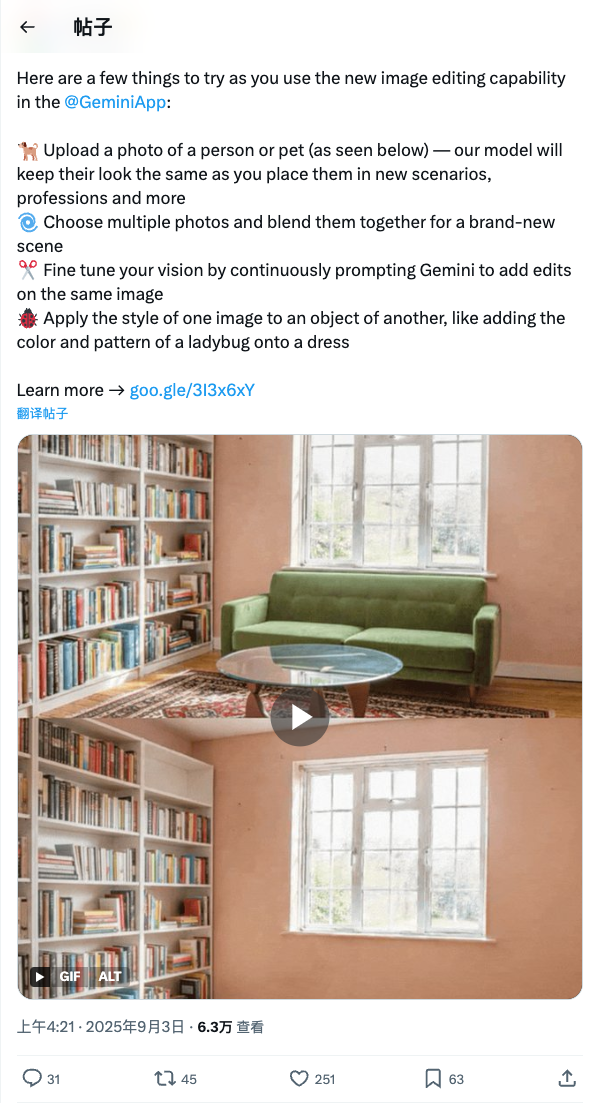 帖子
Here are a few things to try as you use the new image editing capability
in the @GeminiApp:
🐕 Upload a photo of a person or pet (as seen below) — our model will
keep their look the same as you place them in new scenarios,
professions and more
🌀 Choose multiple photos and blend them together for a brand-new
scene
✂️ Fine tune your vision by continuously prompting Gemini to add edits
on the same image
🐞 Apply the style of one image to an object of another, like adding the
color and pattern of a ladybug onto a dress
Learn more → goo.gle/3I3x6xY
翻译帖子
GIF ALT
上午4:21 · 2025年9月3日 · 6.3万 查看
31 45 251 63